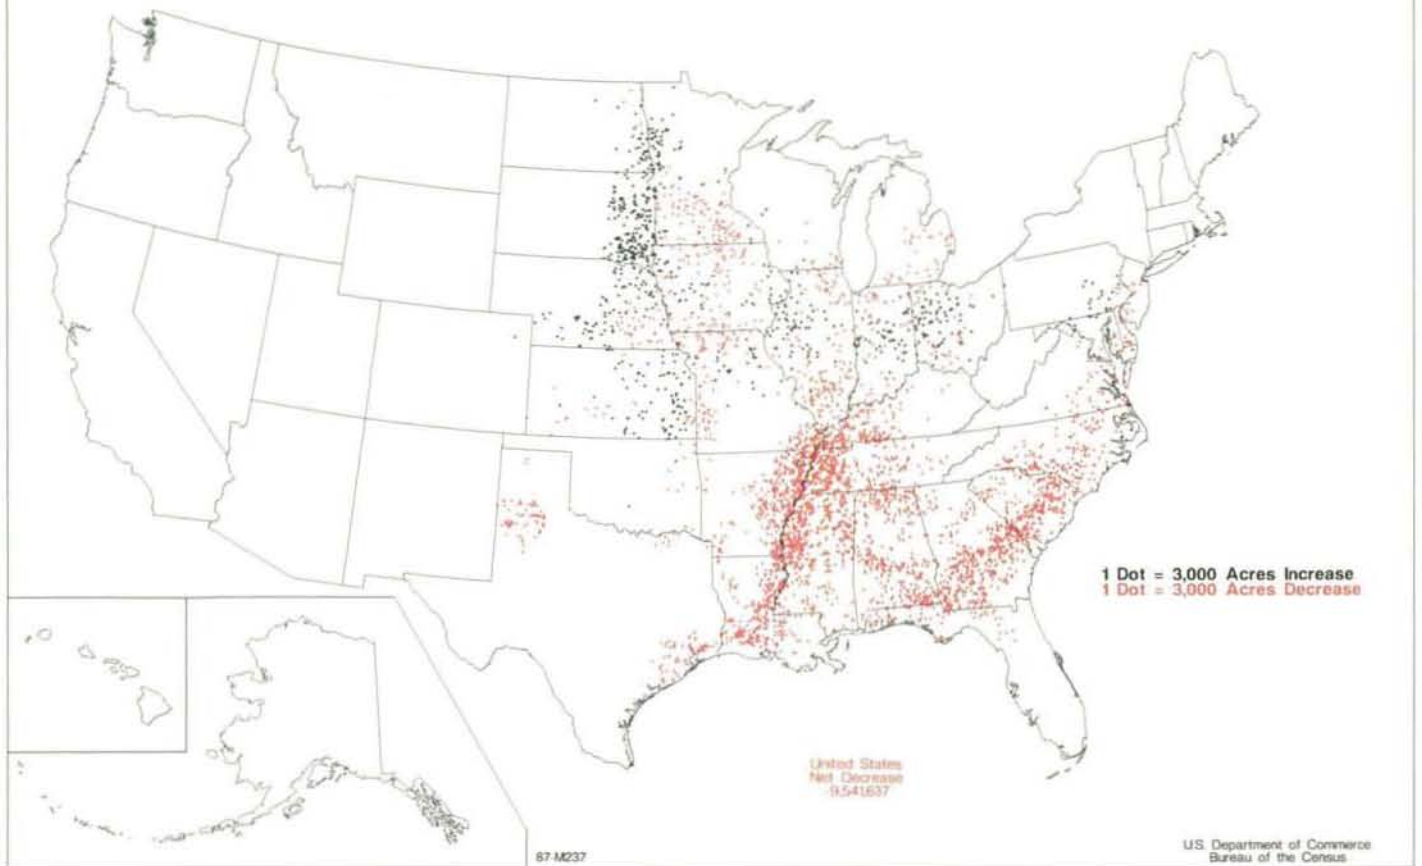 1 Dot = 3,000 Acres Increase
1 Dot = 3,000 Acres Decrease
United States
Net Decrease
-9,541,637
87-M237
U.S. Department of Commerce
Bureau of the Census